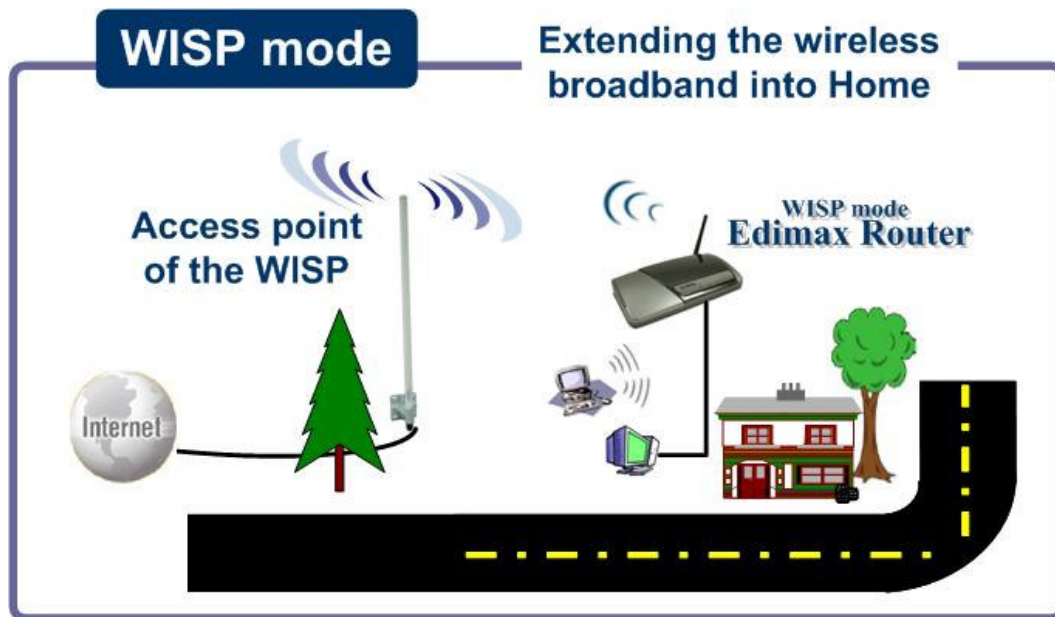 WISP mode
Extending the wireless
broadband into Home
Access point
of the WISP
WISP mode
Edimax Router
Internet